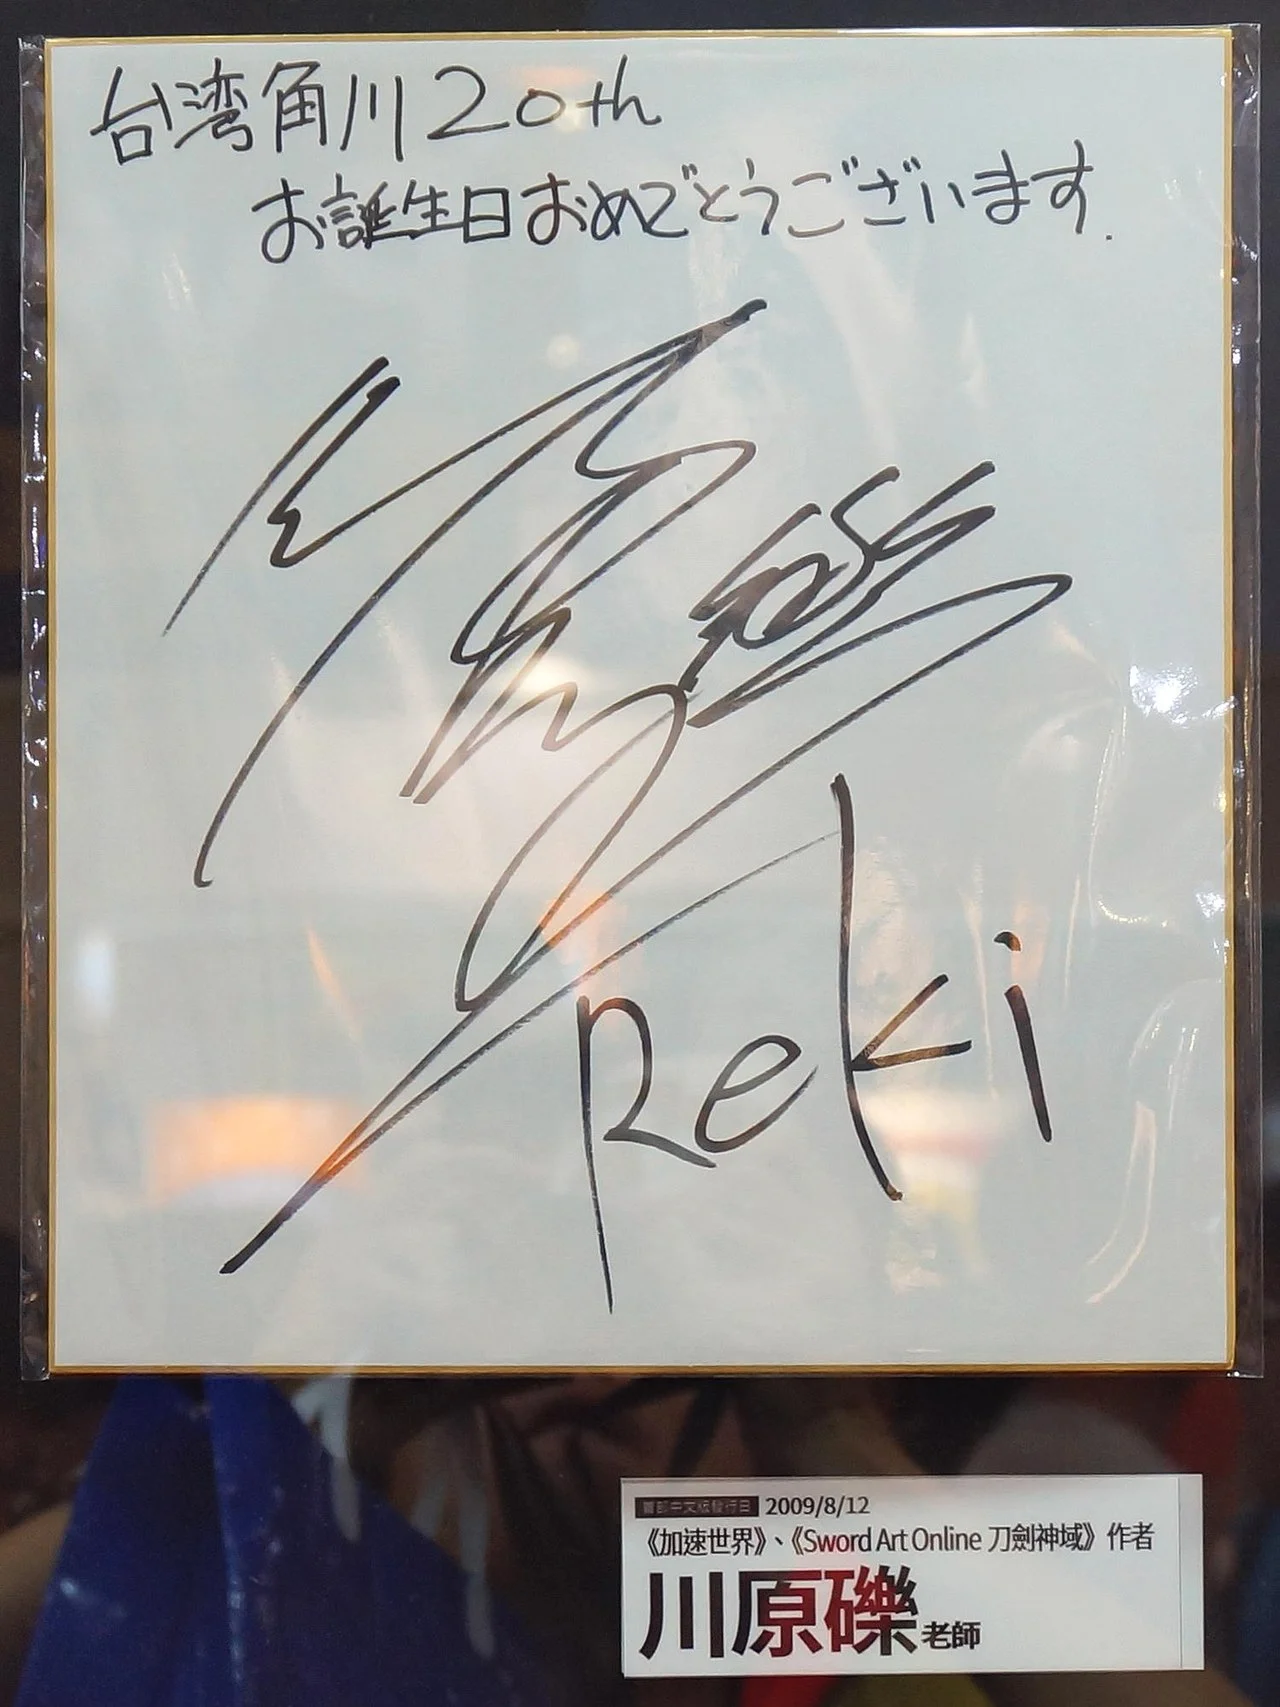 台湾角川20th
お誕生日おめでとうございます.
Reki
首部中文版發行日 2009/8/12
《加速世界》、《Sword Art Online 刀劍神域》作者
川原礫老師